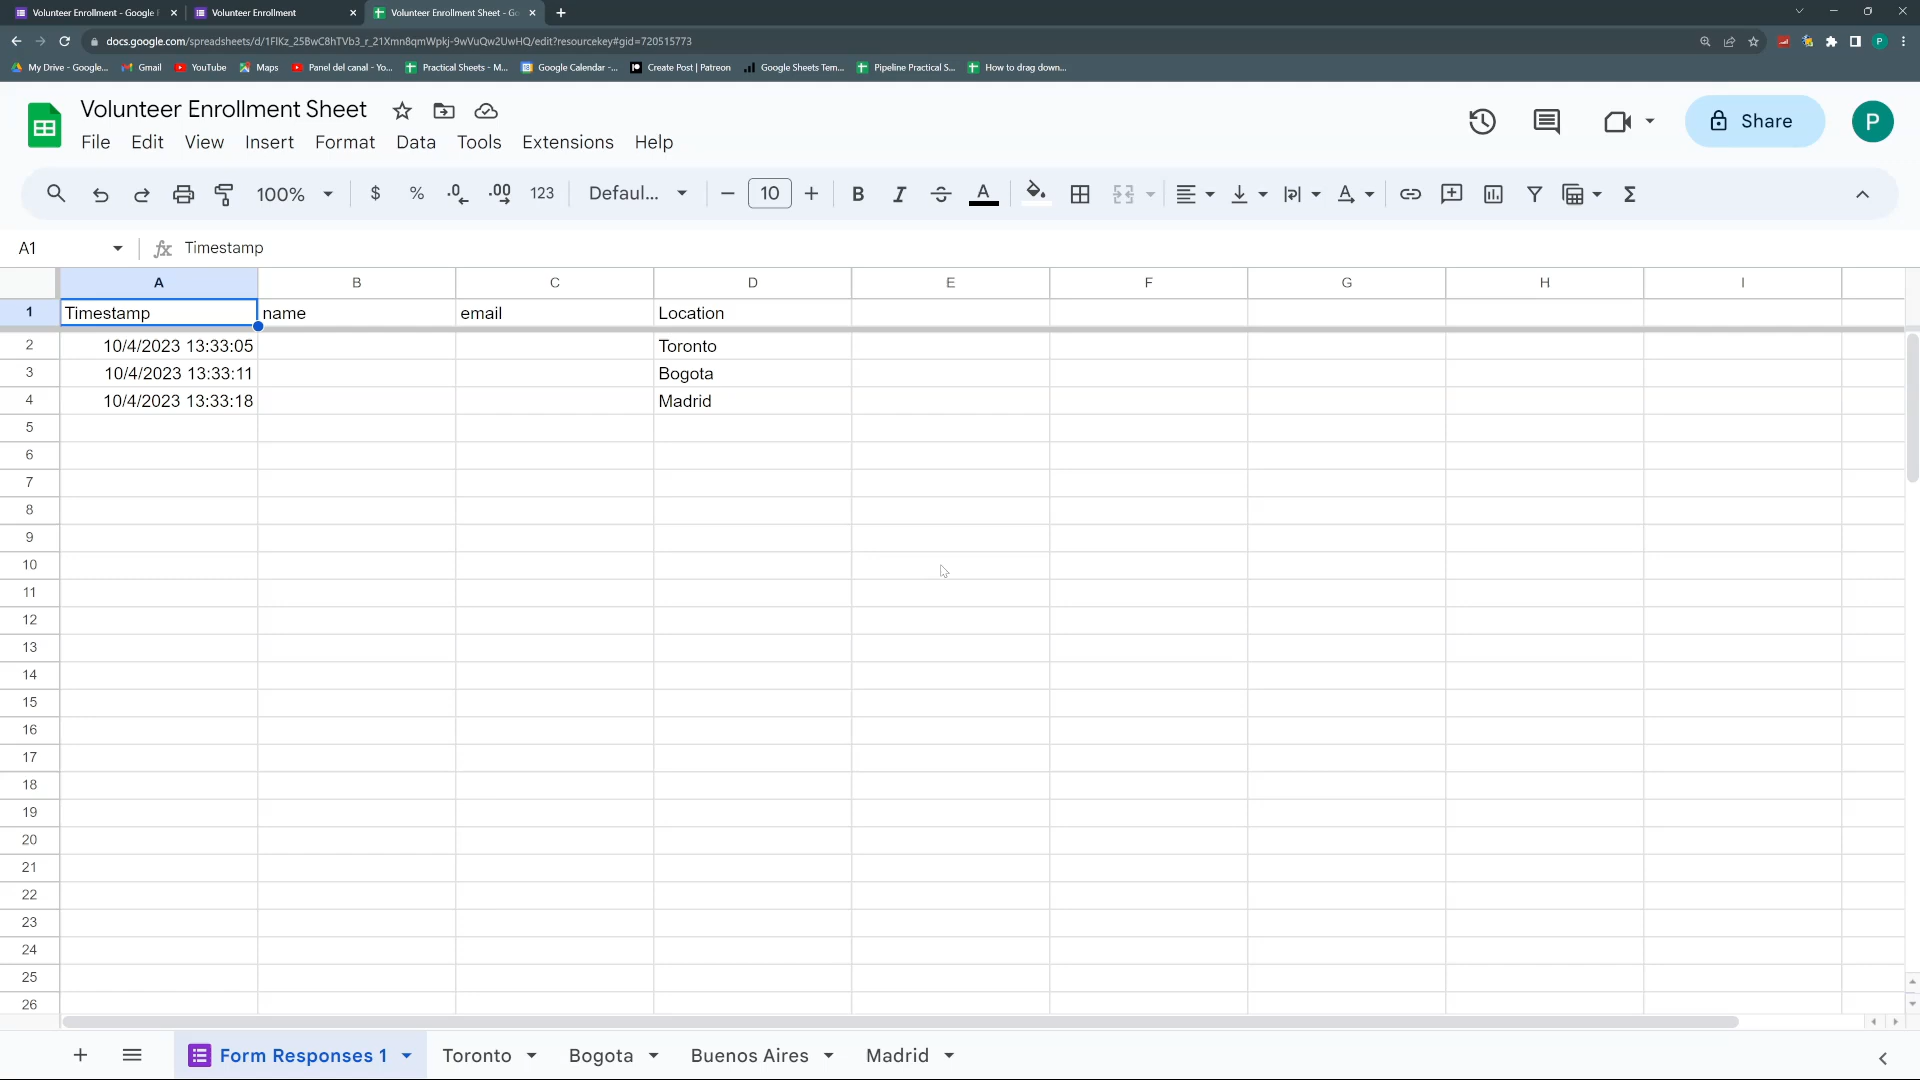 Volunteer Enrollment - Google F
Volunteer Enrollment
Volunteer Enrollment Sheet - Go
docs.google.com/spreadsheets/d/1FIKz_25BwC8hTVb3_r_21Xmn8qmWpkj-9wVuQw2UwHQ/edit?resourcekey#gid=720515773
P
My Drive - Google...
Gmail
YouTube
Maps
Panel del canal - Yo...
Practical Sheets - M...
Google Calendar -...
Create Post | Patreon
Google Sheets Tem...
Pipeline Practical S...
How to drag down...
Volunteer Enrollment Sheet
File Edit View Insert Format Data Tools Extensions Help
Share
P
100% $ % .0 .00 123 Defaul... 10 B I A
A1 fx Timestamp
A B C D E F G H I
1 Timestamp name email Location
2 10/4/2023 13:33:05 Toronto
3 10/4/2023 13:33:11 Bogota
4 10/4/2023 13:33:18 Madrid
5
6
7
8
9
10
11
12
13
14
15
16
17
18
19
20
21
22
23
24
25
26
Form Responses 1 Toronto Bogota Buenos Aires Madrid